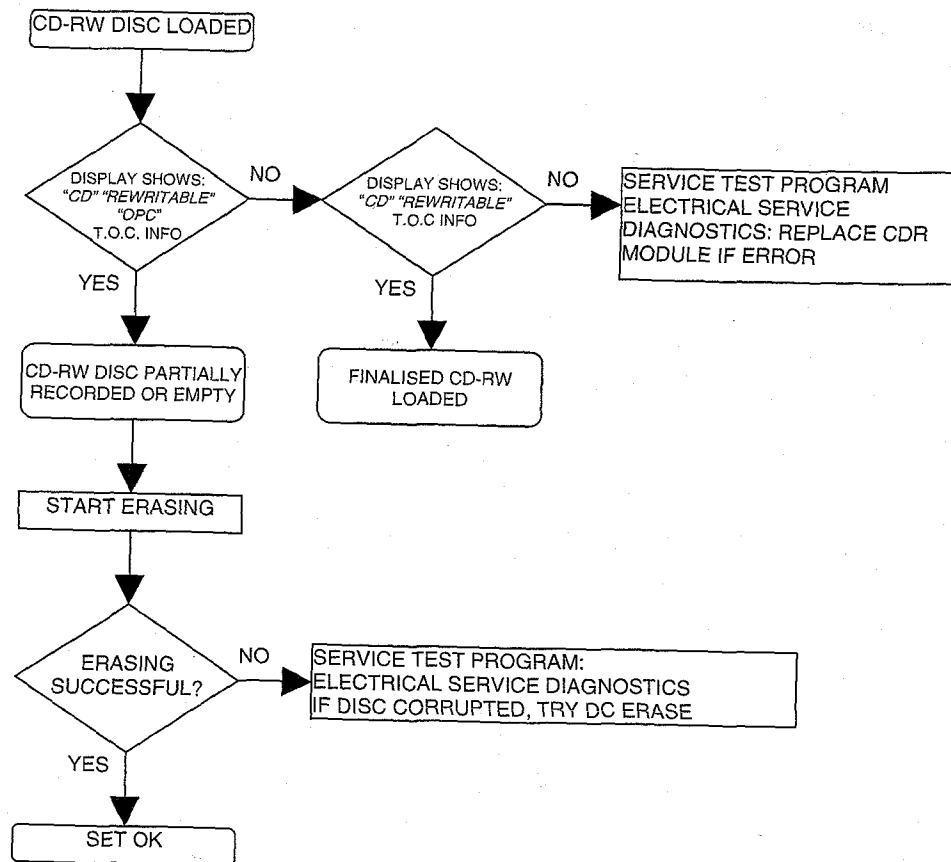 CD-RW DISC LOADED
DISPLAY SHOWS:
"CD" "REWRITABLE"
"OPC"
T.O.C. INFO
NO
DISPLAY SHOWS:
"CD" "REWRITABLE"
T.O.C INFO
NO
SERVICE TEST PROGRAM
ELECTRICAL SERVICE
DIAGNOSTICS: REPLACE CDR
MODULE IF ERROR
YES
YES
CD-RW DISC PARTIALLY
RECORDED OR EMPTY
FINALISED CD-RW
LOADED
START ERASING
ERASING
SUCCESSFUL?
NO
SERVICE TEST PROGRAM:
ELECTRICAL SERVICE DIAGNOSTICS
IF DISC CORRUPTED, TRY DC ERASE
YES
SET OK